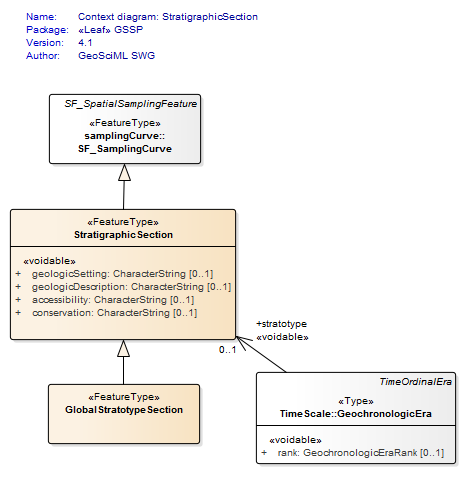 Name: Context diagram: StratigraphicSection
Package: «Leaf» GSSP
Version: 4.1
Author: GeoSciML SWG
SF_SpatialSamplingFeature
«FeatureType»
samplingCurve::
SF_SamplingCurve
«FeatureType»
StratigraphicSection
«voidable»
+ geologicSetting: CharacterString [0..1]
+ geologicDescription: CharacterString [0..1]
+ accessibility: CharacterString [0..1]
+ conservation: CharacterString [0..1]
+stratotype
«voidable»
0..1
«FeatureType»
GlobalStratotypeSection
TimeOrdinalEra
«Type»
TimeScale::GeochronologicEra
«voidable»
+ rank: GeochronologicEraRank [0..1]